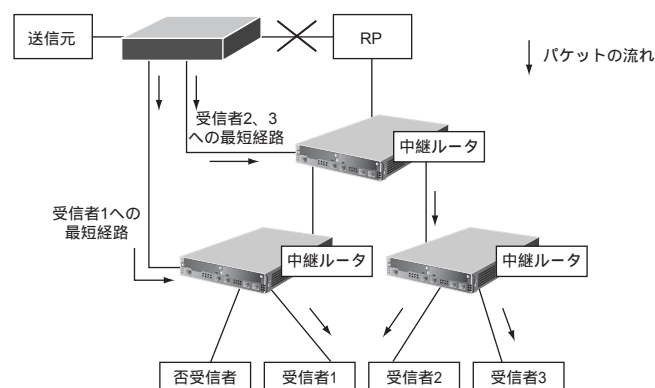 送信元
RP
パケットの流れ
受信者2、3
への最短経路
中継ルータ
受信者1への
最短経路
中継ルータ
中継ルータ
否受信者
受信者1
受信者2
受信者3